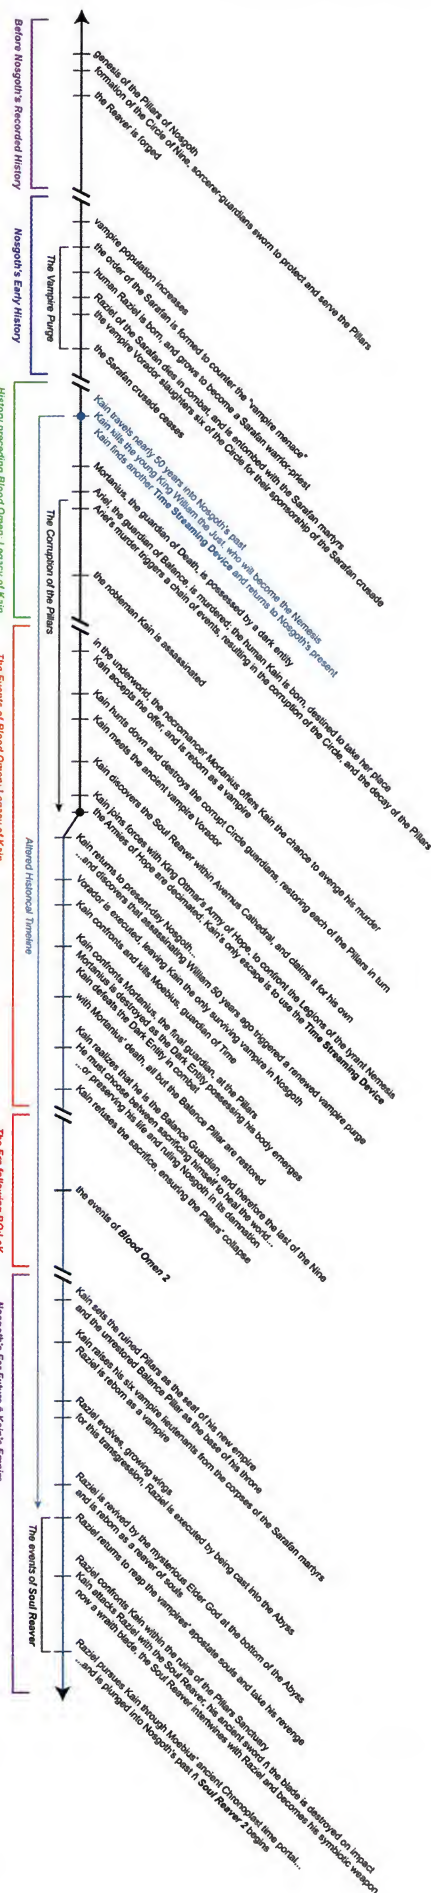 genesis of the Pillars of Nosgoth
formation of the Circle of Nine, sorcerer-guardians sworn to protect and serve the Pillars
the Reaver is forged
Before Nosgoth's Recorded History
vampire population increases
the order of the Sarafan is formed to counter the "vampire menace"
human Raziel is born, and grows to become a Sarafan warrior-priest
Raziel of the Sarafan dies in combat, and is entombed with the Sarafan martyrs
the vampire Vorador slaughters six of the Circle for their sponsorship of the Sarafan crusade
the Sarafan crusade ceases
The Vampire Purge
Nosgoth's Early History
Kain travels nearly 50 years into Nosgoth's past
Kain kills the young King William the Just, who will become the Nemesis
Kain finds another Time Streaming Device and returns to Nosgoth's present
Mortanius, the guardian of Death, is possessed by a dark entity
Ariel, the guardian of Balance, is murdered; the human Kain is born, destined to take her place
Ariel's murder triggers a chain of events, resulting in the corruption of the Circle, and the decay of the Pillars
the nobleman Kain is assassinated
The Corruption of the Pillars
History preceding Blood Omen: Legacy of Kain
in the underworld, the necromancer Mortanius offers Kain the chance to avenge his murder
Kain accepts the offer, and is reborn as a vampire
Kain hunts down and destroys the corrupt Circle guardians, restoring each of the Pillars in turn
Kain meets the ancient vampire Vorador
Kain discovers the Soul Reaver within Avernus Cathedral, and claims it for his own
Kain joins forces with King Ottmar's Army of Hope, to confront the Legions of the tyrant Nemesis
the Armies of Hope are decimated; Kain's only escape is to use the Time Streaming Device
Kain returns to present-day Nosgoth...
...and discovers that assassinating William 50 years ago triggered a renewed vampire purge
Vorador is executed, leaving Kain the only surviving vampire in Nosgoth
Kain confronts and kills Moebius, guardian of Time
Kain confronts Mortanius, the final guardian, at the Pillars
Mortanius is destroyed as the Dark Entity possessing his body emerges
Kain defeats the Dark Entity in combat
with Mortanius' death, all but the Balance Pillar are restored
Kain realizes that he is the Balance Guardian, and therefore the last of the Nine
He must choose between sacrificing himself to heal the world...
...or preserving his life and ruling Nosgoth in its damnation
Kain refuses the sacrifice, ensuring the Pillars' collapse
Altered Historical Timeline
The Events of Blood Omen: Legacy of Kain
the events of Blood Omen 2
The Era following BO:LoK
Kain sets the ruined Pillars as the seat of his new empire
and the unrestored Balance Pillar as the base of his throne
Kain raises his six vampire lieutenants from the corpses of the Sarafan martyrs
Raziel is reborn as a vampire
Raziel evolves, growing wings
for this transgression, Raziel is executed by being cast into the Abyss
Raziel is revived by the mysterious Elder God at the bottom of the Abyss
and is reborn as a reaver of souls
Raziel returns to reap the vampires' apostate souls and take his revenge
Raziel confronts Kain within the ruins of the Pillars Sanctuary
Kain attacks Raziel with the Soul Reaver, his ancient sword /\ the blade is destroyed on impact
now a wraith blade, the Soul Reaver intertwines with Raziel and becomes his symbiotic weapon
Raziel pursues Kain through Moebius' ancient Chronoplast time portal...
...and is plunged into Nosgoth's past /\ Soul Reaver 2 begins
The events of Soul Reaver
Nosgoth's Far Future & Kain's Empire